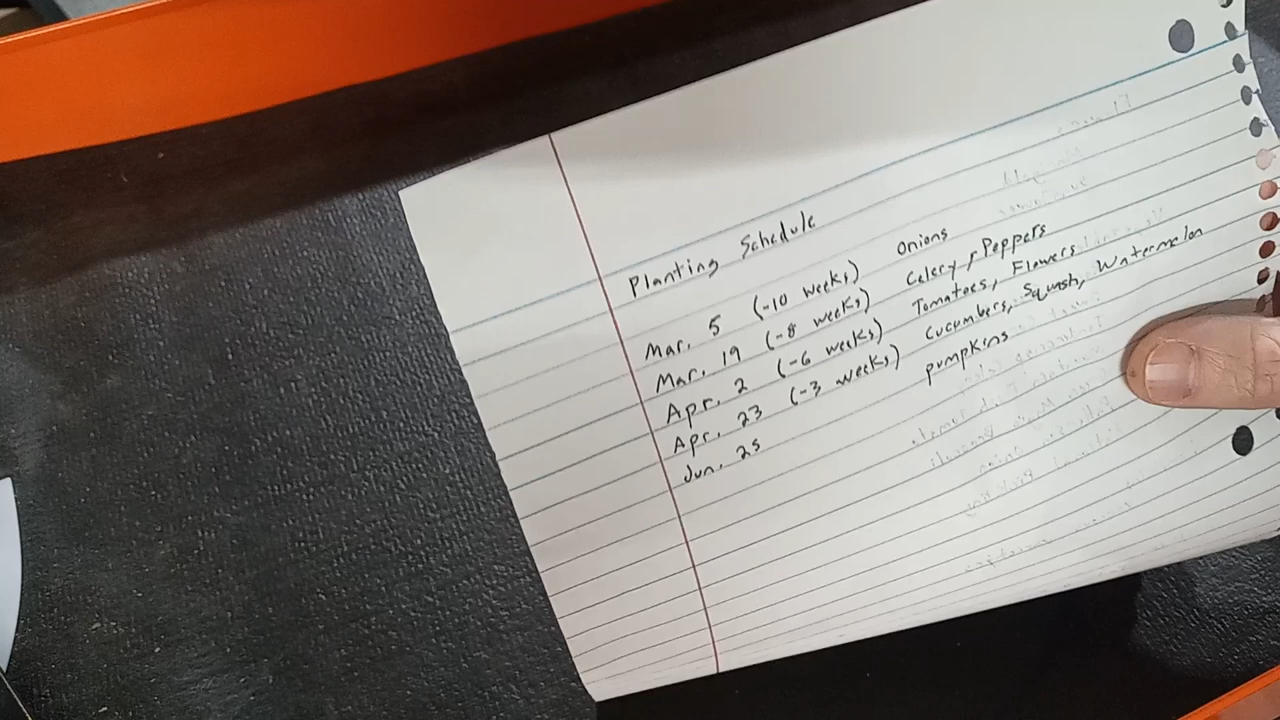 Planting Schedule
Mar. 5 (-10 weeks) Onions
Mar. 19 (-8 weeks) Celery, Peppers
Apr. 2 (-6 weeks) Tomatoes, Flowers
Apr. 23 (-3 weeks) Cucumbers, Squash, Watermelon
Jun. 25 pumpkins